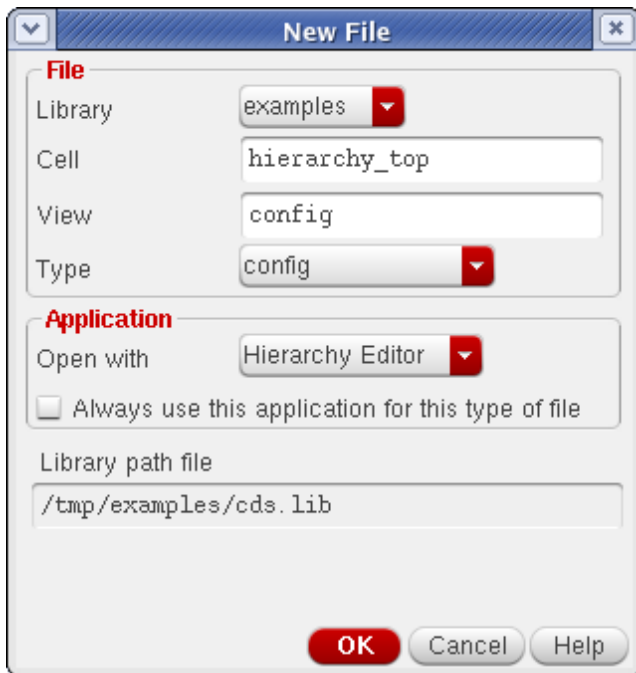 New File
File
Library examples
Cell hierarchy_top
View config
Type config
Application
Open with Hierarchy Editor
Always use this application for this type of file
Library path file
/tmp/examples/cds.lib
OK Cancel Help